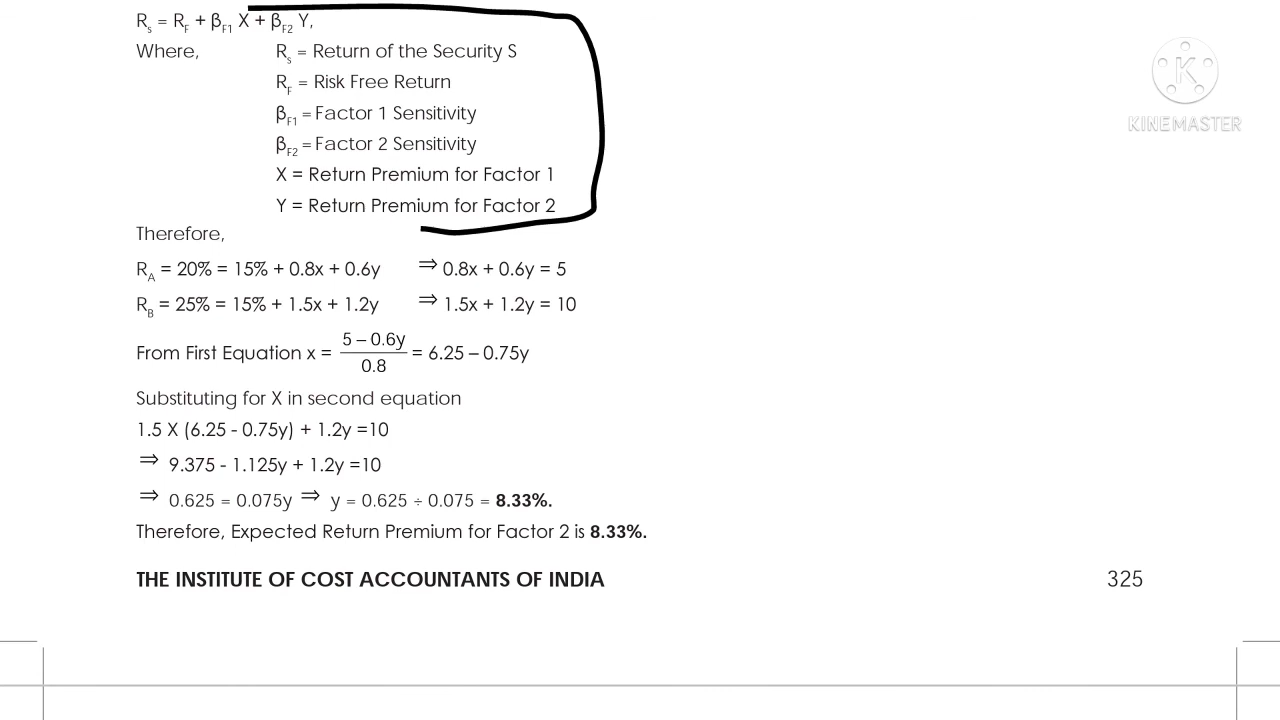 R_s = R_F + β_F1 X + β_F2 Y,
Where, R_s = Return of the Security S
R_F = Risk Free Return
β_F1 = Factor 1 Sensitivity
β_F2 = Factor 2 Sensitivity
X = Return Premium for Factor 1
Y = Return Premium for Factor 2
Therefore,
R_A = 20% = 15% + 0.8x + 0.6y ⇒ 0.8x + 0.6y = 5
R_B = 25% = 15% + 1.5x + 1.2y ⇒ 1.5x + 1.2y = 10
From First Equation x = (5 – 0.6y)/0.8 = 6.25 – 0.75y
Substituting for X in second equation
1.5 X (6.25 - 0.75y) + 1.2y =10
⇒ 9.375 - 1.125y + 1.2y =10
⇒ 0.625 = 0.075y ⇒ y = 0.625 ÷ 0.075 = 8.33%.
Therefore, Expected Return Premium for Factor 2 is 8.33%.
THE INSTITUTE OF COST ACCOUNTANTS OF INDIA 325
K
KINEMASTER